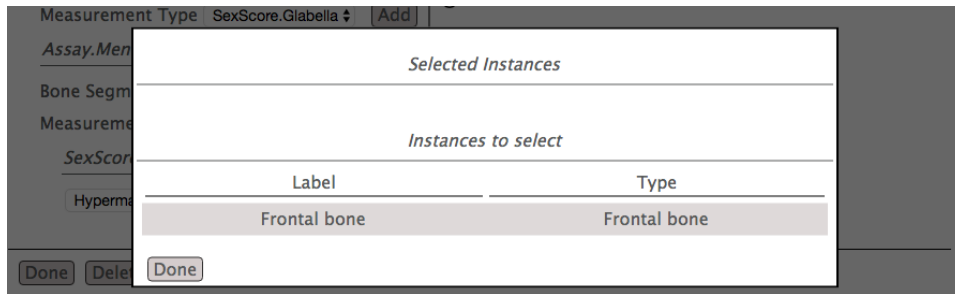 Measurement Type SexScore.Glabella Add
Assay.Men
Selected Instances
Bone Segm
Measureme
Instances to select
SexScor
Label Type
Hyperma
Frontal bone Frontal bone
Done Delet Done